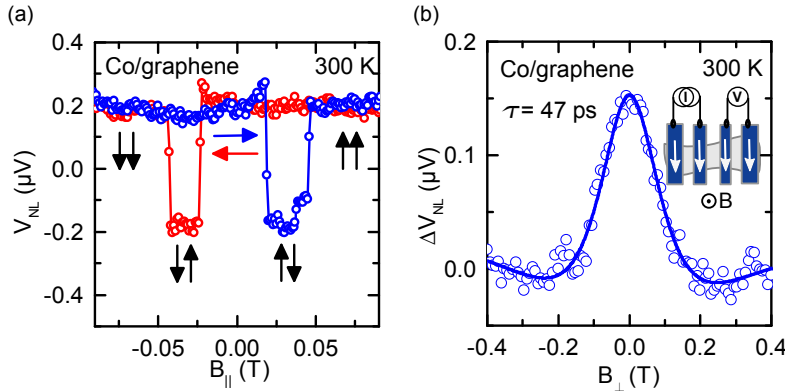 (a)
Co/graphene 300 K
V_NL (µV)
0.4
0.2
0.0
-0.2
-0.4
-0.05 0.00 0.05
B_|| (T)
(b)
Co/graphene 300 K
τ = 47 ps
I V
⊙B
ΔV_NL (µV)
0.2
0.1
0.0
-0.4 -0.2 0.0 0.2 0.4
B_⊥ (T)